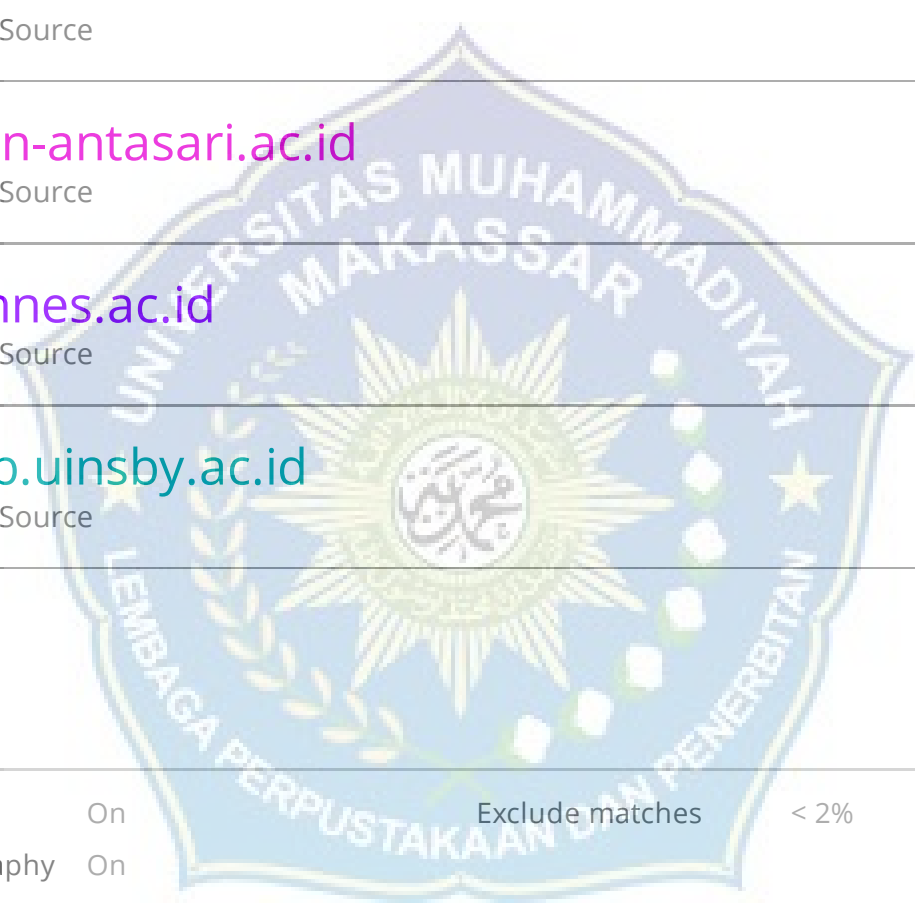 Source
n-antasari.ac.id
Source
nnes.ac.id
Source
o.uinsby.ac.id
Source
On Exclude matches < 2%
aphy On
UNIVERSITAS MUHAMMADIYAH
MAKASSAR
LEMBAGA PERPUSTAKAAN DAN PENERBITAN